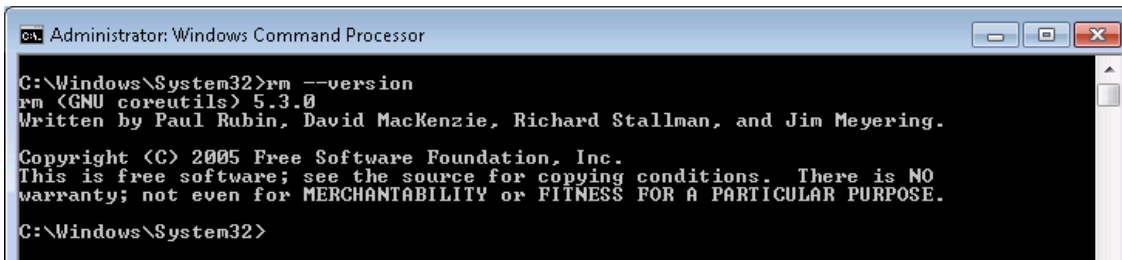 Administrator: Windows Command Processor
C:\Windows\System32>rm --version
rm (GNU coreutils) 5.3.0
Written by Paul Rubin, David MacKenzie, Richard Stallman, and Jim Meyering.
Copyright (C) 2005 Free Software Foundation, Inc.
This is free software; see the source for copying conditions.  There is NO
warranty; not even for MERCHANTABILITY or FITNESS FOR A PARTICULAR PURPOSE.
C:\Windows\System32>